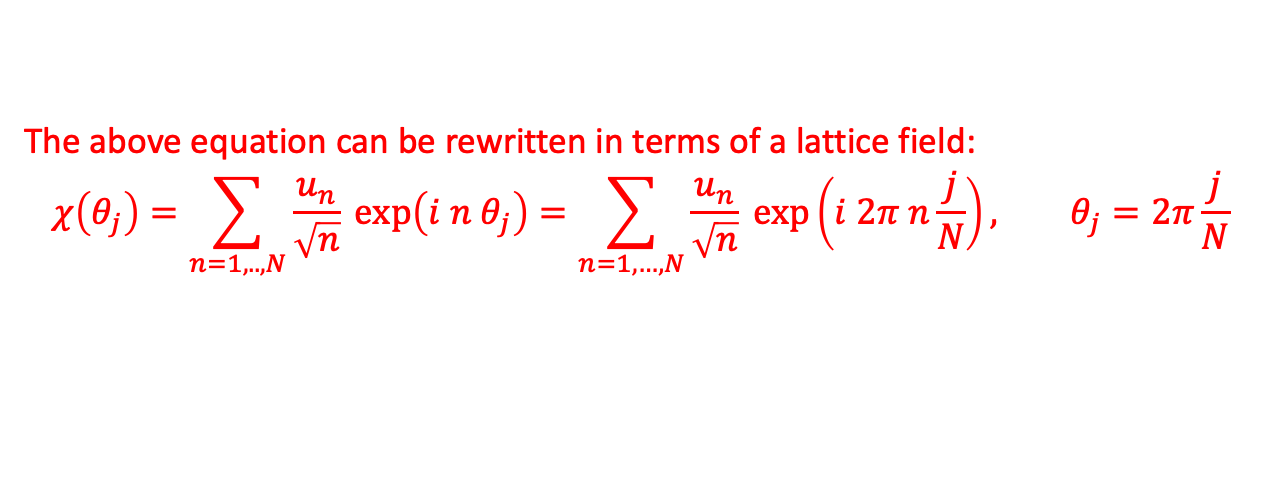 The above equation can be rewritten in terms of a lattice field:
χ(θ_j) = ∑_{n=1,..,N} u_n/√n exp(i n θ_j) = ∑_{n=1,…,N} u_n/√n exp(i 2π n j/N), θ_j = 2π j/N